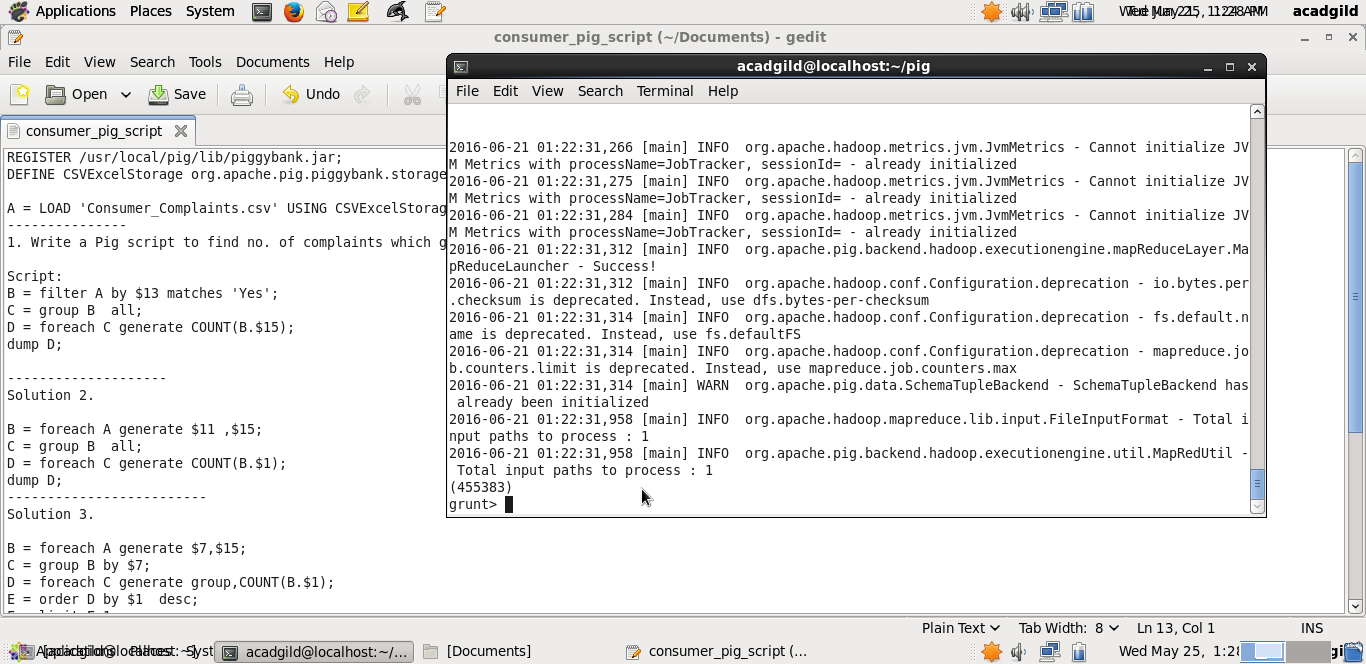 Applications Places System
acadgild
consumer_pig_script (~/Documents) - gedit
File Edit View Search Tools Documents Help
Open Save Undo
consumer_pig_script
REGISTER /usr/local/pig/lib/piggybank.jar;
DEFINE CSVExcelStorage org.apache.pig.piggybank.storage
A = LOAD 'Consumer_Complaints.csv' USING CSVExcelStorag
---------------
1. Write a Pig script to find no. of complaints which g
Script:
B = filter A by $13 matches 'Yes';
C = group B  all;
D = foreach C generate COUNT(B.$15);
dump D;
--------------------
Solution 2.
B = foreach A generate $11 ,$15;
C = group B  all;
D = foreach C generate COUNT(B.$1);
dump D;
-------------------------
Solution 3.
B = foreach A generate $7,$15;
C = group B by $7;
D = foreach C generate group,COUNT(B.$1);
E = order D by $1  desc;
acadgild@localhost:~/pig
File Edit View Search Terminal Help
2016-06-21 01:22:31,266 [main] INFO  org.apache.hadoop.metrics.jvm.JvmMetrics - Cannot initialize JV
M Metrics with processName=JobTracker, sessionId= - already initialized
2016-06-21 01:22:31,275 [main] INFO  org.apache.hadoop.metrics.jvm.JvmMetrics - Cannot initialize JV
M Metrics with processName=JobTracker, sessionId= - already initialized
2016-06-21 01:22:31,284 [main] INFO  org.apache.hadoop.metrics.jvm.JvmMetrics - Cannot initialize JV
M Metrics with processName=JobTracker, sessionId= - already initialized
2016-06-21 01:22:31,312 [main] INFO  org.apache.pig.backend.hadoop.executionengine.mapReduceLayer.Ma
pReduceLauncher - Success!
2016-06-21 01:22:31,312 [main] INFO  org.apache.hadoop.conf.Configuration.deprecation - io.bytes.per
.checksum is deprecated. Instead, use dfs.bytes-per-checksum
2016-06-21 01:22:31,314 [main] INFO  org.apache.hadoop.conf.Configuration.deprecation - fs.default.n
ame is deprecated. Instead, use fs.defaultFS
2016-06-21 01:22:31,314 [main] INFO  org.apache.hadoop.conf.Configuration.deprecation - mapreduce.jo
b.counters.limit is deprecated. Instead, use mapreduce.job.counters.max
2016-06-21 01:22:31,314 [main] WARN  org.apache.pig.data.SchemaTupleBackend - SchemaTupleBackend has
 already been initialized
2016-06-21 01:22:31,958 [main] INFO  org.apache.hadoop.mapreduce.lib.input.FileInputFormat - Total i
nput paths to process : 1
2016-06-21 01:22:31,958 [main] INFO  org.apache.pig.backend.hadoop.executionengine.util.MapRedUtil -
 Total input paths to process : 1
(455383)
grunt>
Plain Text Tab Width: 8 Ln 13, Col 1 INS
acadgild@localhost:~/... [Documents] consumer_pig_script (... Wed May 25, 1:28